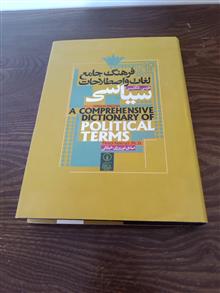 فرهنگ جامع
لغات و اصطلاحات
سیاسی
A COMPREHENSIVE
DICTIONARY OF
POLITICAL
TERMS